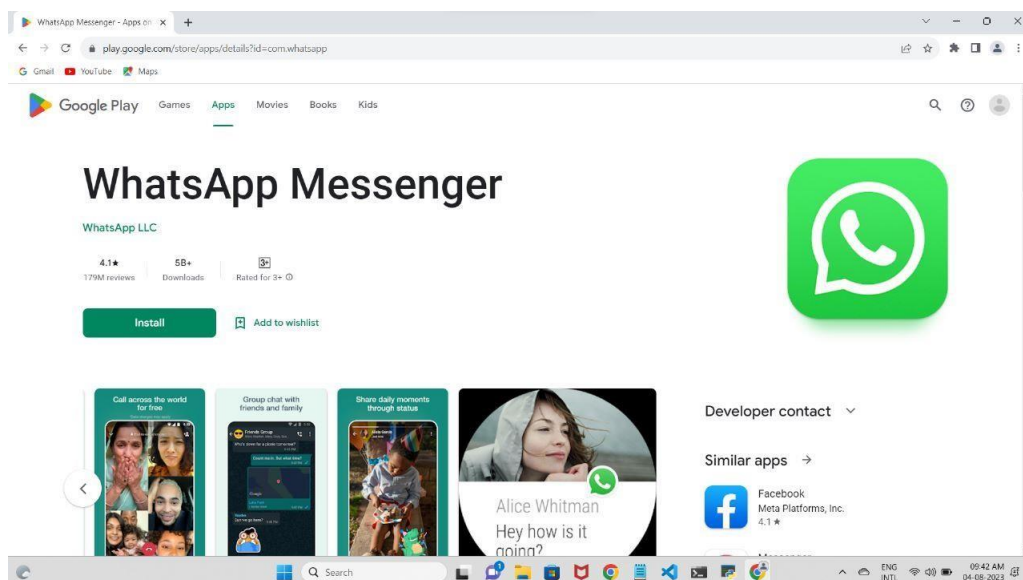 WhatsApp Messenger - Apps on
play.google.com/store/apps/details?id=com.whatsapp
Gmail YouTube Maps
Google Play Games Apps Movies Books Kids
WhatsApp Messenger
WhatsApp LLC
4.1★ 5B+ 3+
179M reviews Downloads Rated for 3+
Install Add to wishlist
Call across the world
for free
Group chat with
friends and family
Friends Group
Share daily moments
through status
Alice Whitman
Hey how is it
going?
Developer contact
Similar apps
Facebook
Meta Platforms, Inc.
4.1 ★
Search
ENG
INTL
09:42 AM
04-08-2023